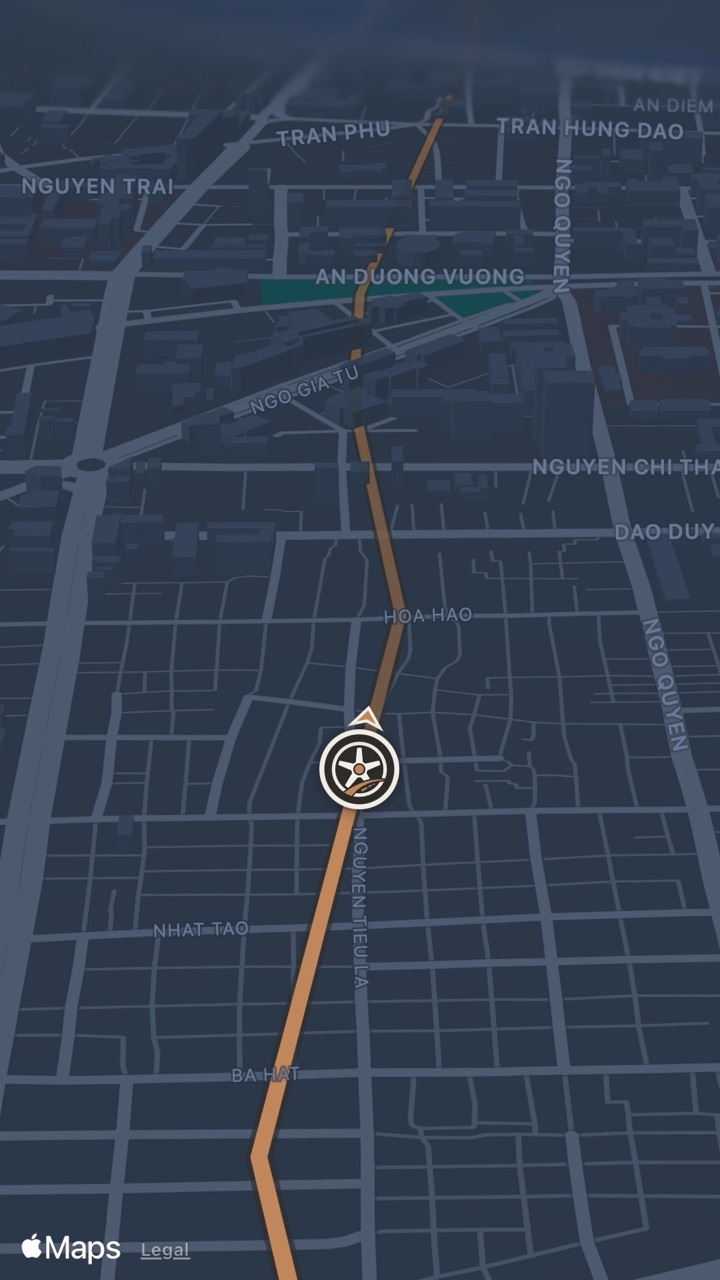 AN DIEM
TRAN PHU
TRAN HUNG DAO
NGUYEN TRAI
NGO QUYEN
AN DUONG VUONG
NGO GIA TU
NGUYEN CHI THA
DAO DUY
HOA HAO
NGO QUYEN
NGUYEN TIEU LA
NHAT TAO
BA HAT
Maps
Legal